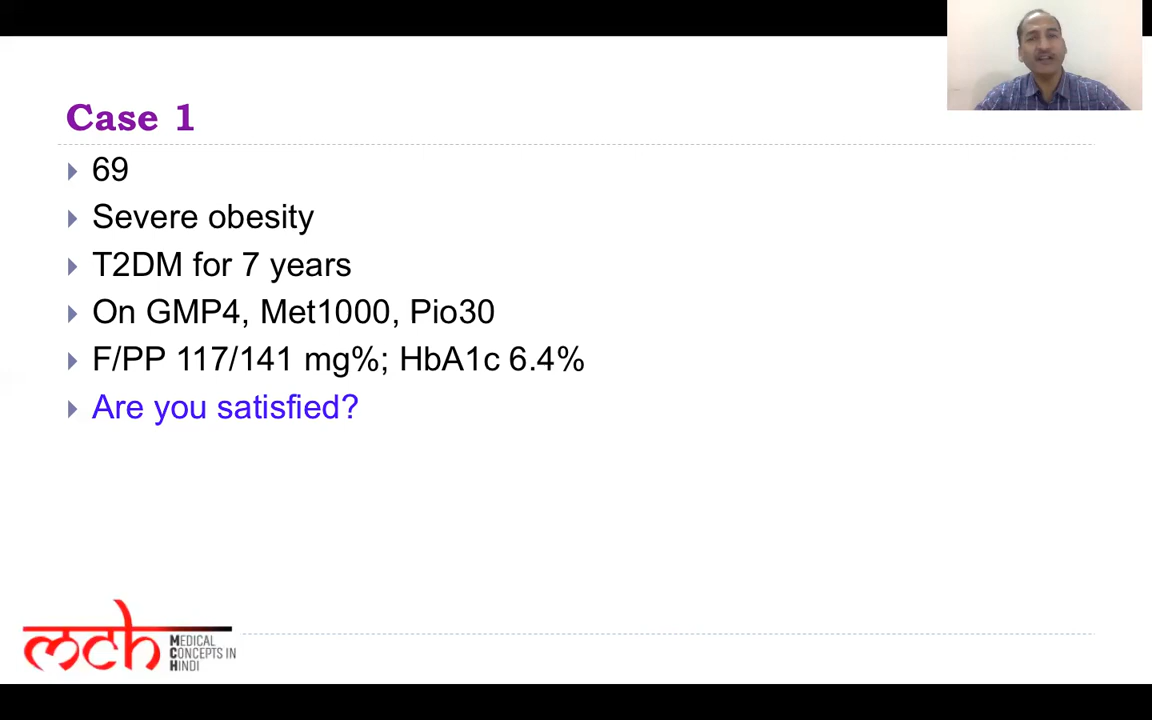 Case 1
69
Severe obesity
T2DM for 7 years
On GMP4, Met1000, Pio30
F/PP 117/141 mg%; HbA1c 6.4%
Are you satisfied?
mch
MEDICAL
CONCEPTS IN
HINDI